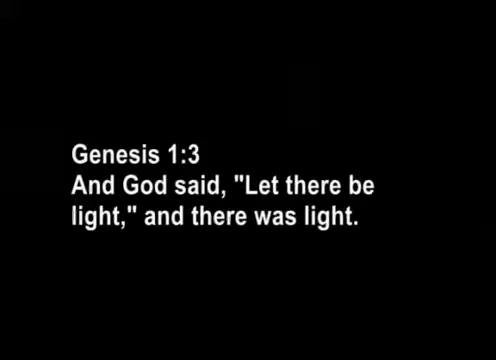 Genesis 1:3
And God said, "Let there be
light," and there was light.